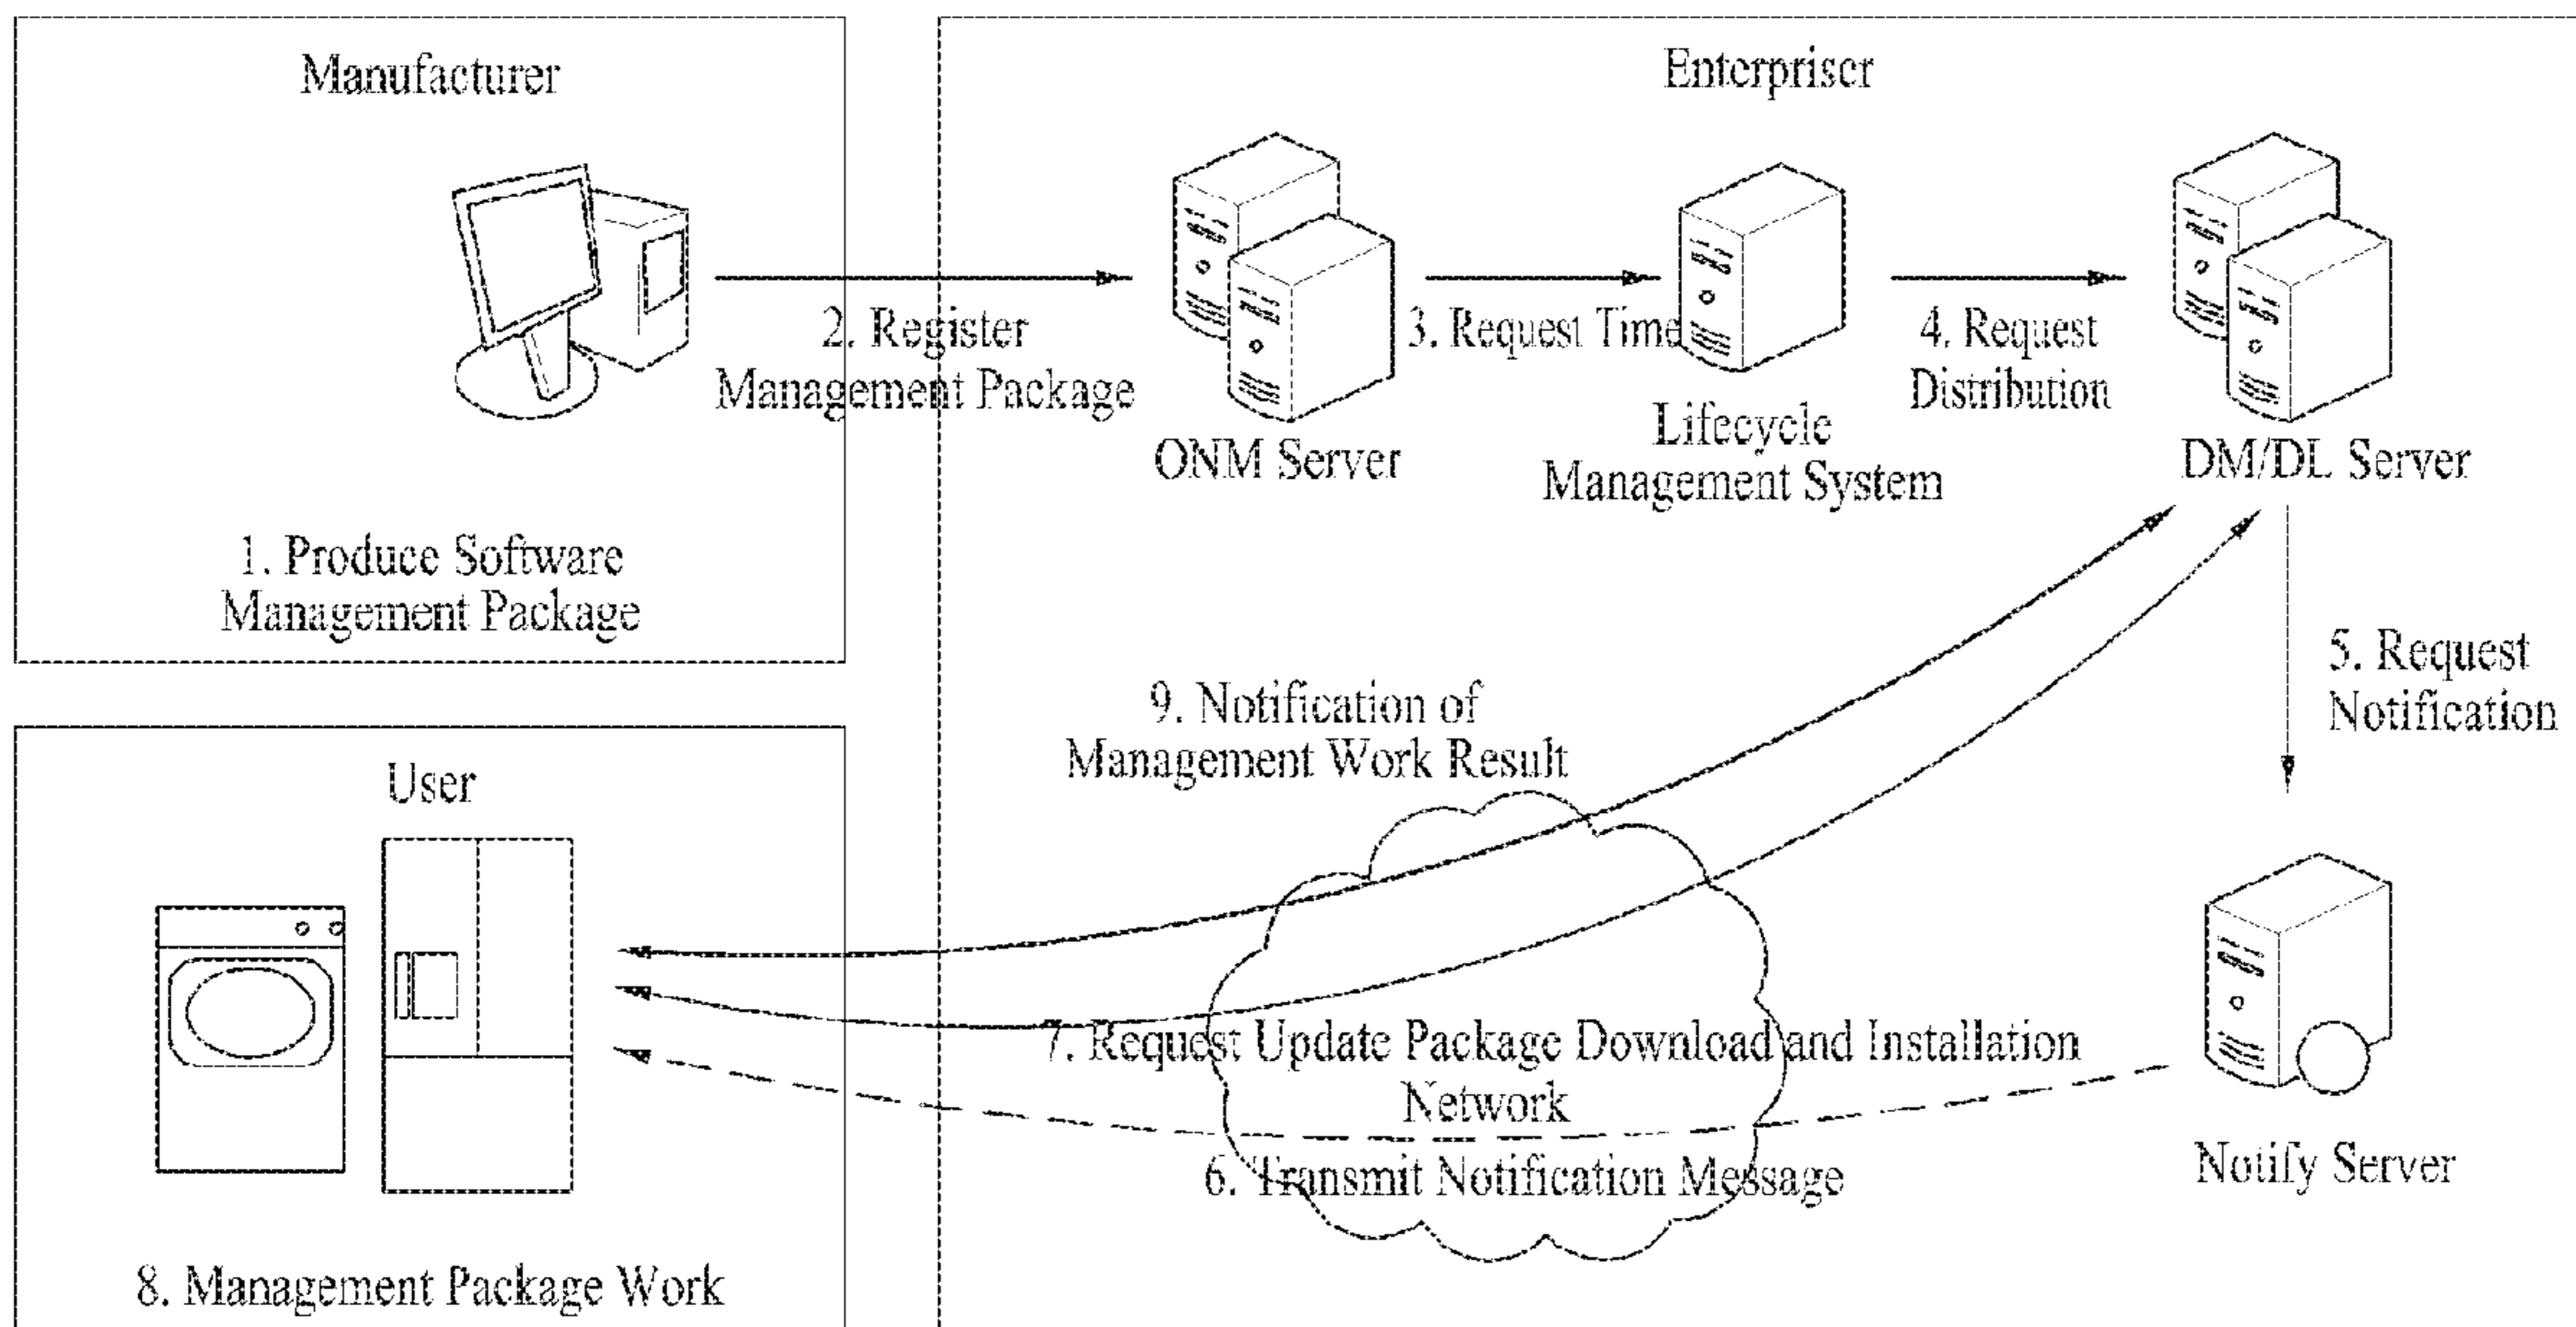 Manufacturer
Enterpriser
2. Register
Management Package
3. Request Time
4. Request
Distribution
ONM Server
Lifecycle
Management System
DM/DL Server
1. Produce Software
Management Package
5. Request
Notification
9. Notification of
Management Work Result
User
7. Request Update Package Download and Installation
Network
6. Transmit Notification Message
Notify Server
8. Management Package Work